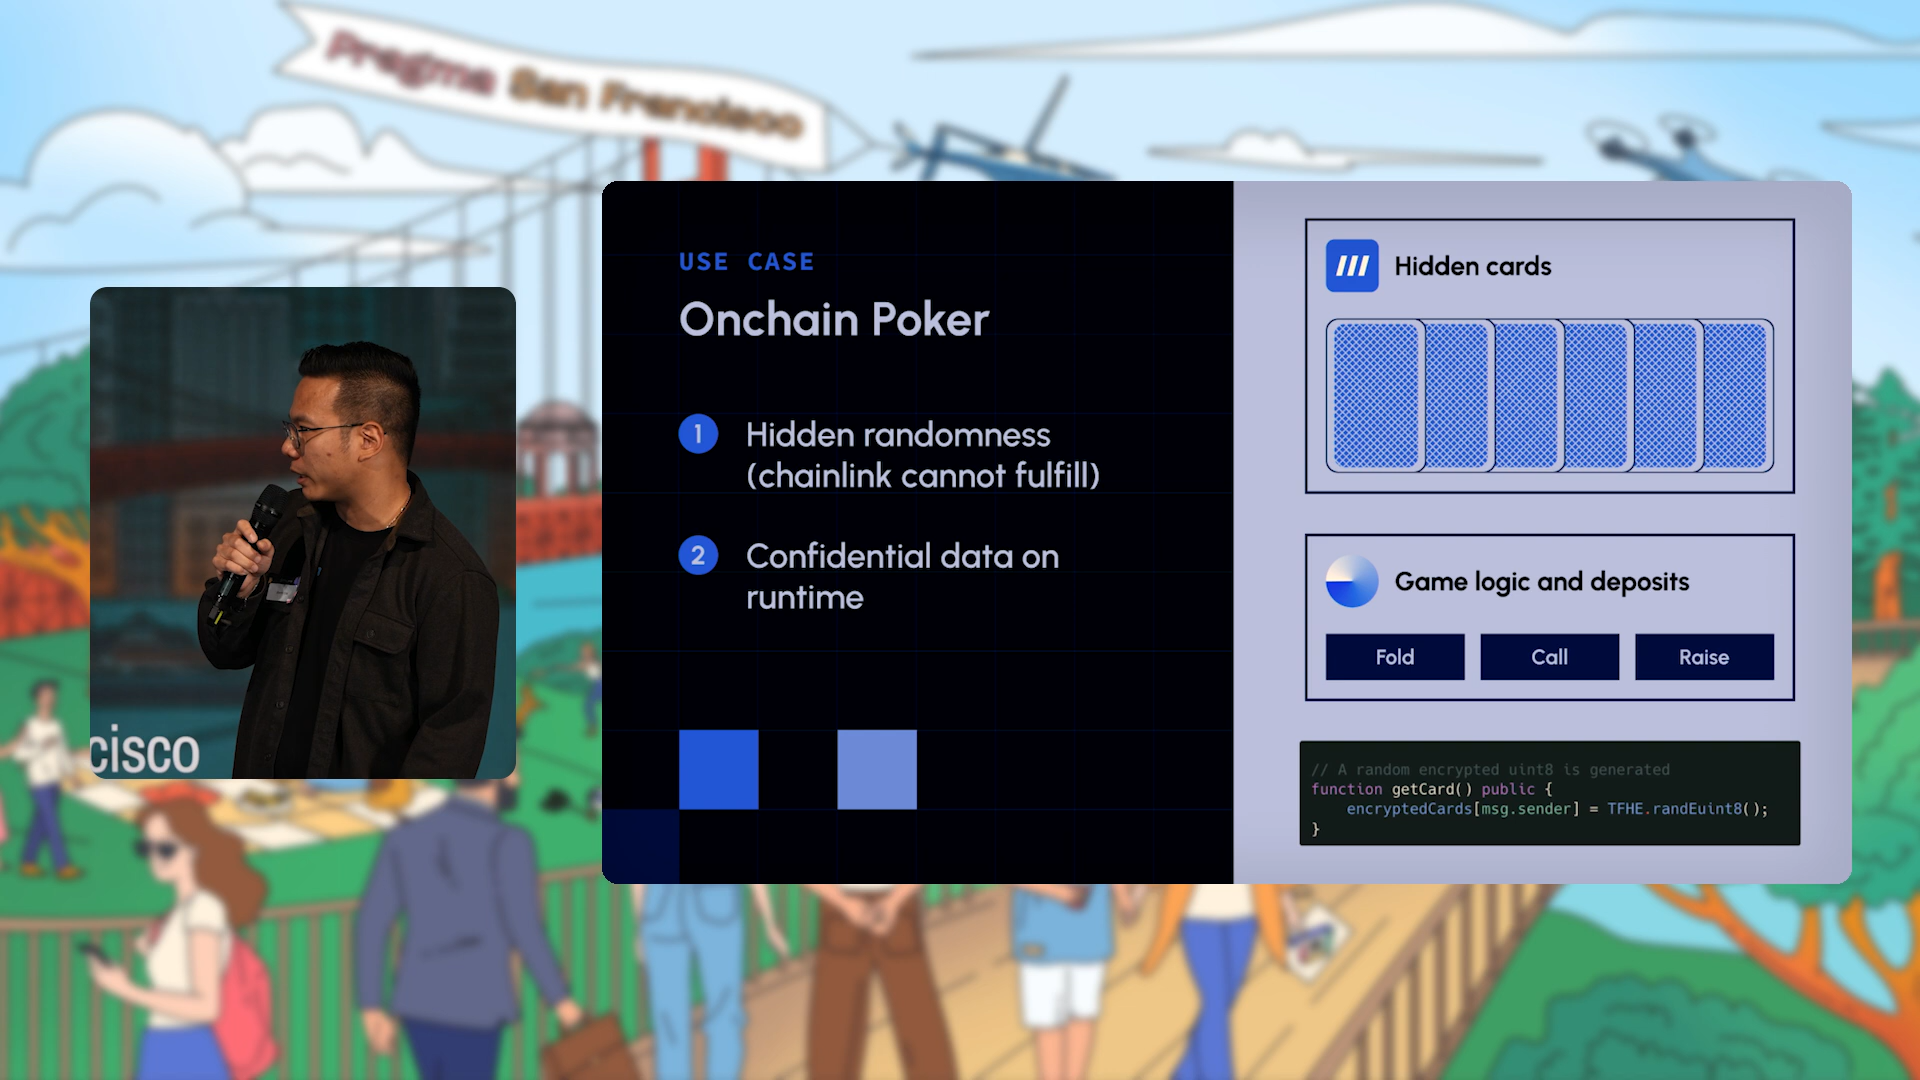 Pragma San Francisco
cisco
USE CASE
Onchain Poker
1 Hidden randomness
(chainlink cannot fulfill)
2 Confidential data on
runtime
Hidden cards
Game logic and deposits
Fold Call Raise
// A random encrypted uint8 is generated
function getCard() public {
encryptedCards[msg.sender] = TFHE.randEuint8();
}